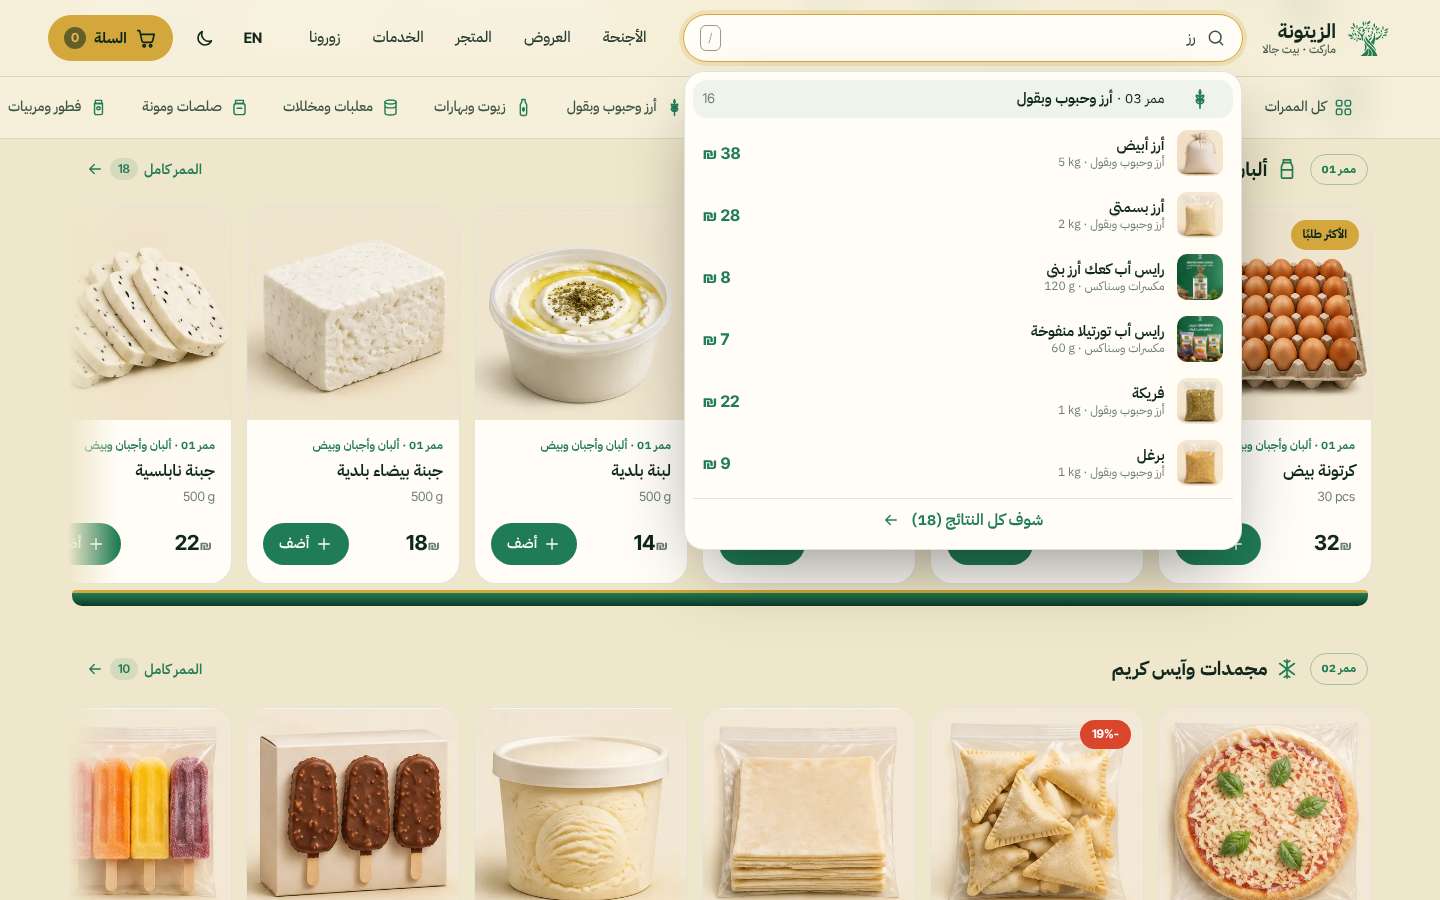 الزيتونة
ماركت · بيت جالا
رز
/
الأجنحة
العروض
المتجر
الخدمات
زورونا
EN
السلة
0
كل الممرات
أرز وحبوب وبقول
زيوت وبهارات
معلبات ومخللات
صلصات ومونة
فطور ومربيات
ممر 03 · أرز وحبوب وبقول
16
أرز أبيض
أرز وحبوب وبقول · 5 kg
₪ 38
أرز بسمتي
أرز وحبوب وبقول · 2 kg
₪ 28
رايس أب كعك أرز بني
مكسرات وسناكس · 120 g
₪ 8
رايس أب تورتيلا منفوخة
مكسرات وسناكس · 60 g
₪ 7
فريكة
أرز وحبوب وبقول · 1 kg
₪ 22
برغل
أرز وحبوب وبقول · 1 kg
₪ 9
شوف كل النتائج (18)
ممر 01
الممر كامل
18
الأكثر طلبًا
كرتونة بيض
30 pcs
₪32
ممر 01 · ألبان وأجبان وبيض
لبنة بلدية
500 g
₪14
أضف
ممر 01 · ألبان وأجبان وبيض
جبنة بيضاء بلدية
500 g
₪18
أضف
ممر 01 · ألبان وأجبان وبيض
جبنة نابلسية
500 g
₪22
ممر 02
مجمدات وآيس كريم
الممر كامل
10
-19%